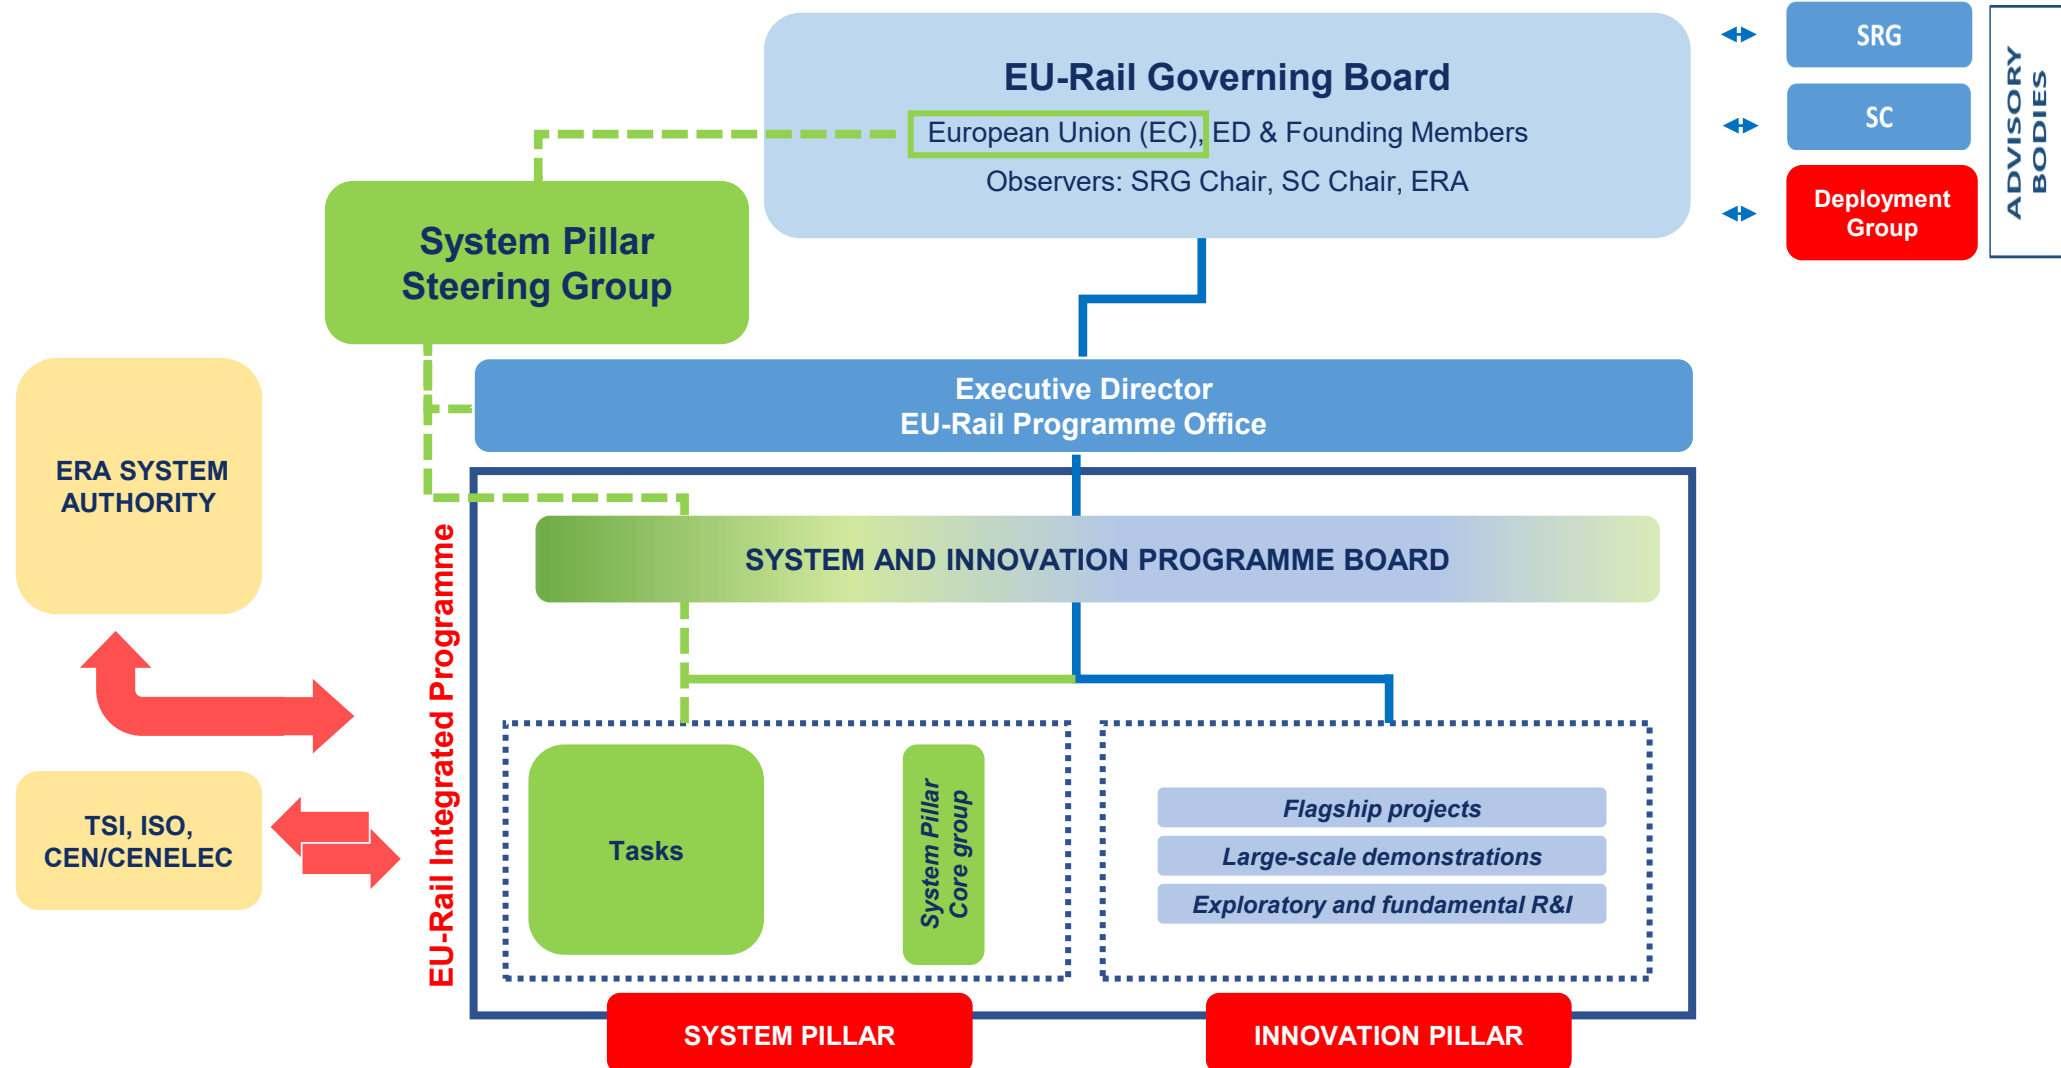 EU-Rail Governing Board
European Union (EC), ED & Founding Members
Observers: SRG Chair, SC Chair, ERA
SRG
SC
Deployment
Group
ADVISORY
BODIES
System Pillar
Steering Group
Executive Director
EU-Rail Programme Office
ERA SYSTEM
AUTHORITY
TSI, ISO,
CEN/CENELEC
EU-Rail Integrated Programme
SYSTEM AND INNOVATION PROGRAMME BOARD
Tasks
System Pillar
Core group
Flagship projects
Large-scale demonstrations
Exploratory and fundamental R&I
SYSTEM PILLAR
INNOVATION PILLAR